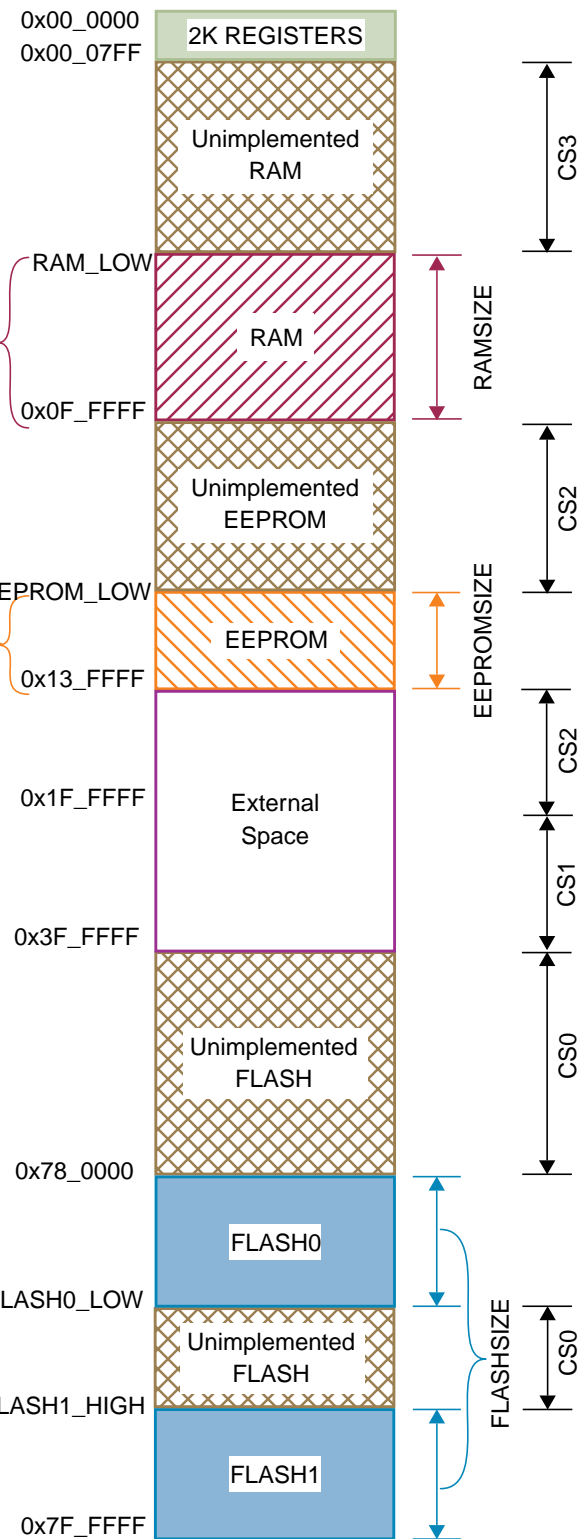 0x00_0000
2K REGISTERS
0x00_07FF
Unimplemented
RAM
CS3
RAM_LOW
RAM
RAMSIZE
0x0F_FFFF
Unimplemented
EEPROM
CS2
EPROM_LOW
EEPROM
EEPROMSIZE
0x13_FFFF
CS2
0x1F_FFFF
External
Space
CS1
0x3F_FFFF
Unimplemented
FLASH
CS0
0x78_0000
FLASH0
LASH0_LOW
Unimplemented
FLASH
FLASHSIZE
CS0
LASH1_HIGH
FLASH1
0x7F_FFFF